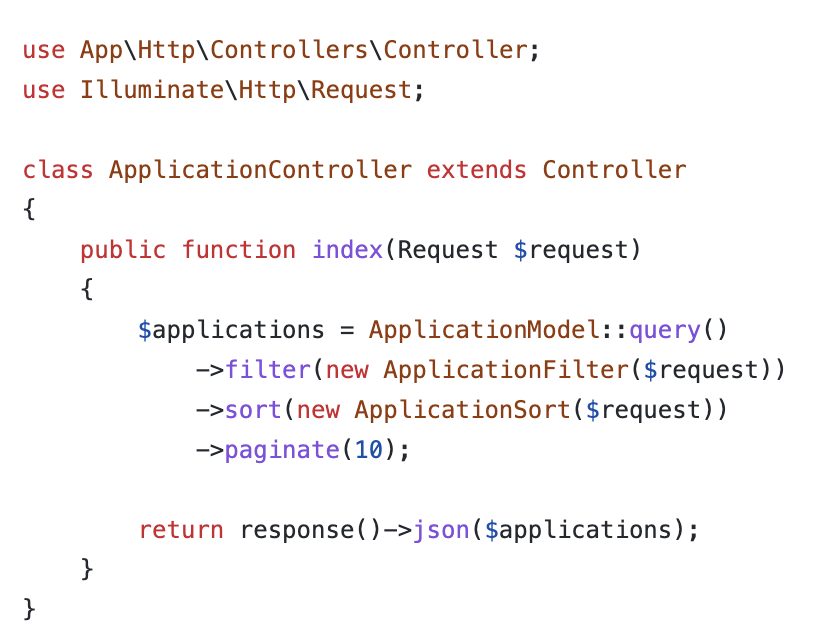 use App\Http\Controllers\Controller;
use Illuminate\Http\Request;

class ApplicationController extends Controller
{
    public function index(Request $request)
    {
        $applications = ApplicationModel::query()
            ->filter(new ApplicationFilter($request))
            ->sort(new ApplicationSort($request))
            ->paginate(10);

        return response()->json($applications);
    }
}